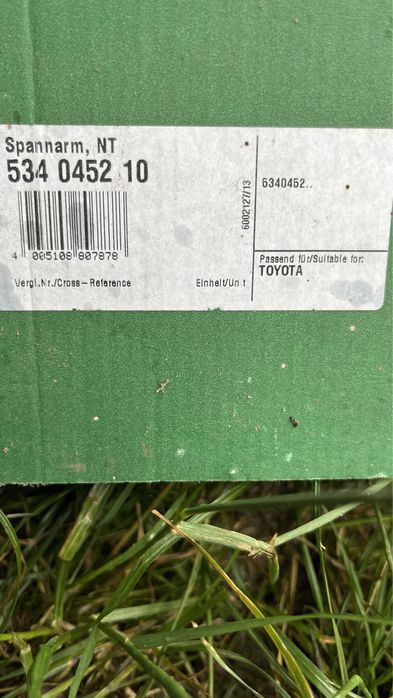 Spannarm, NT
534 0452 10
4 005108 807878
Vergl.Nr./Cross-Reference
Einheit/Unit
6002127/13
5340452..
Passend für/Suitable for:
TOYOTA